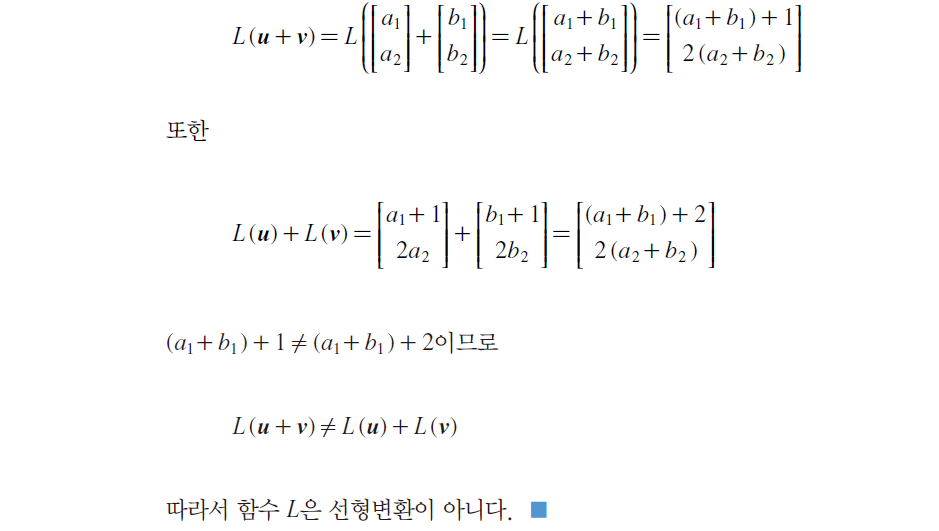 L(u + v) = L([a₁ a₂] + [b₁ b₂]) = L([a₁ + b₁ a₂ + b₂]) = [(a₁ + b₁) + 1 2(a₂ + b₂)]
또한
L(u) + L(v) = [a₁ + 1 2a₂] + [b₁ + 1 2b₂] = [(a₁ + b₁) + 2 2(a₂ + b₂)]
(a₁ + b₁) + 1 ≠ (a₁ + b₁) + 2이므로
L(u + v) ≠ L(u) + L(v)
따라서 함수 L은 선형변환이 아니다. ■